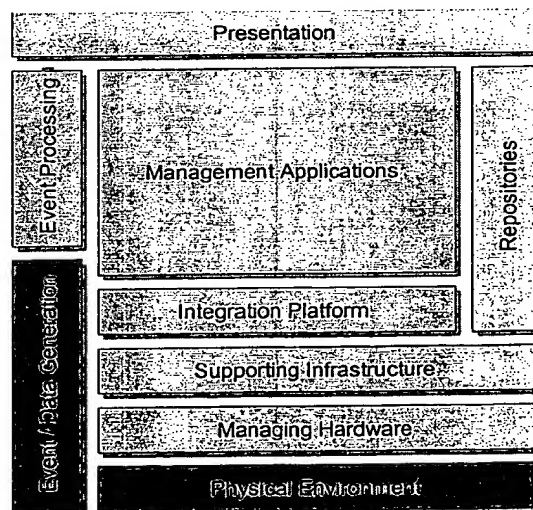 Presentation
Event Processing
Management Applications
Repositories
Event / Data Generation
Integration Platform
Supporting Infrastructure
Managing Hardware
Physical Environment